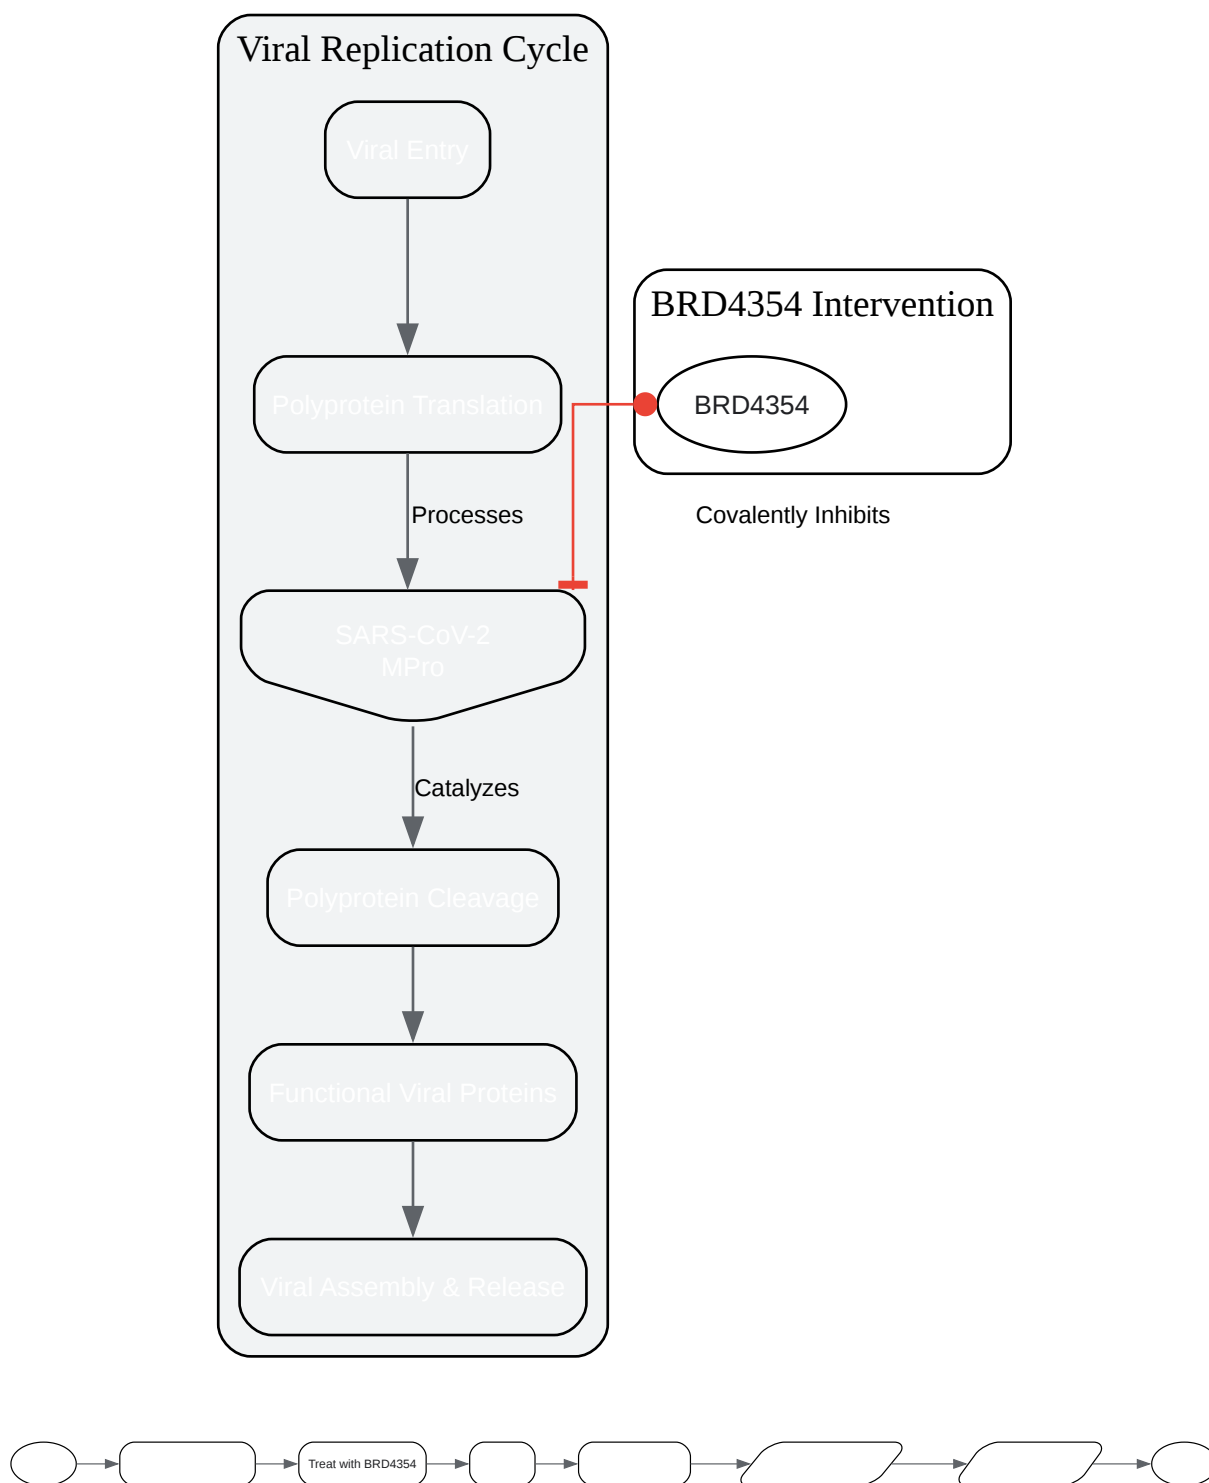 Viral Replication Cycle
Viral Entry
BRD4354 Intervention
Polyprotein Translation
BRD4354
Processes
Covalently Inhibits
SARS-CoV-2
MPro
Catalyzes
Polyprotein Cleavage
Functional Viral Proteins
Viral Assembly & Release
Treat with BRD4354